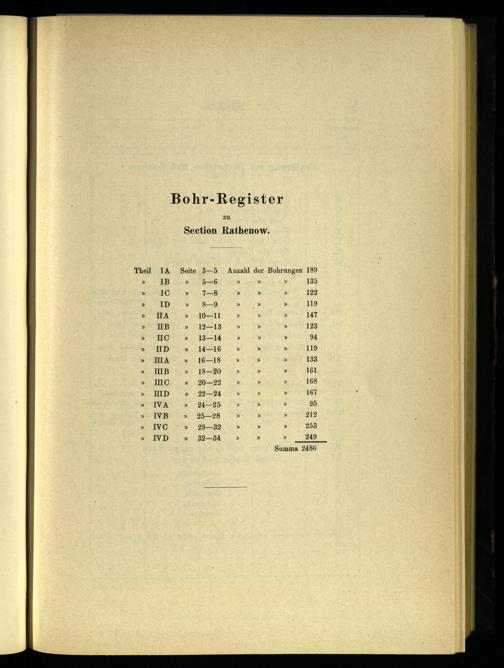 Bohr-Register
zu
Section Rathenow.
Theil IA Seite 3—5 Anzahl der Bohrungen 189
» IB » 5—6 » » » 135
» IC » 7—8 » » » 122
» ID » 8—9 » » » 119
» IIA » 10—11 » » » 147
» IIB » 12—13 » » » 123
» IIC » 13—14 » » » 94
» IID » 14—16 » » » 119
» IIIA » 16—18 » » » 133
» IIIB » 18—20 » » » 161
» IIIC » 20—22 » » » 168
» IIID » 22—24 » » » 167
» IVA » 24—25 » » » 95
» IVB » 25—28 » » » 212
» IVC » 29—32 » » » 253
» IVD » 32—34 » » » 249
Summa 2486